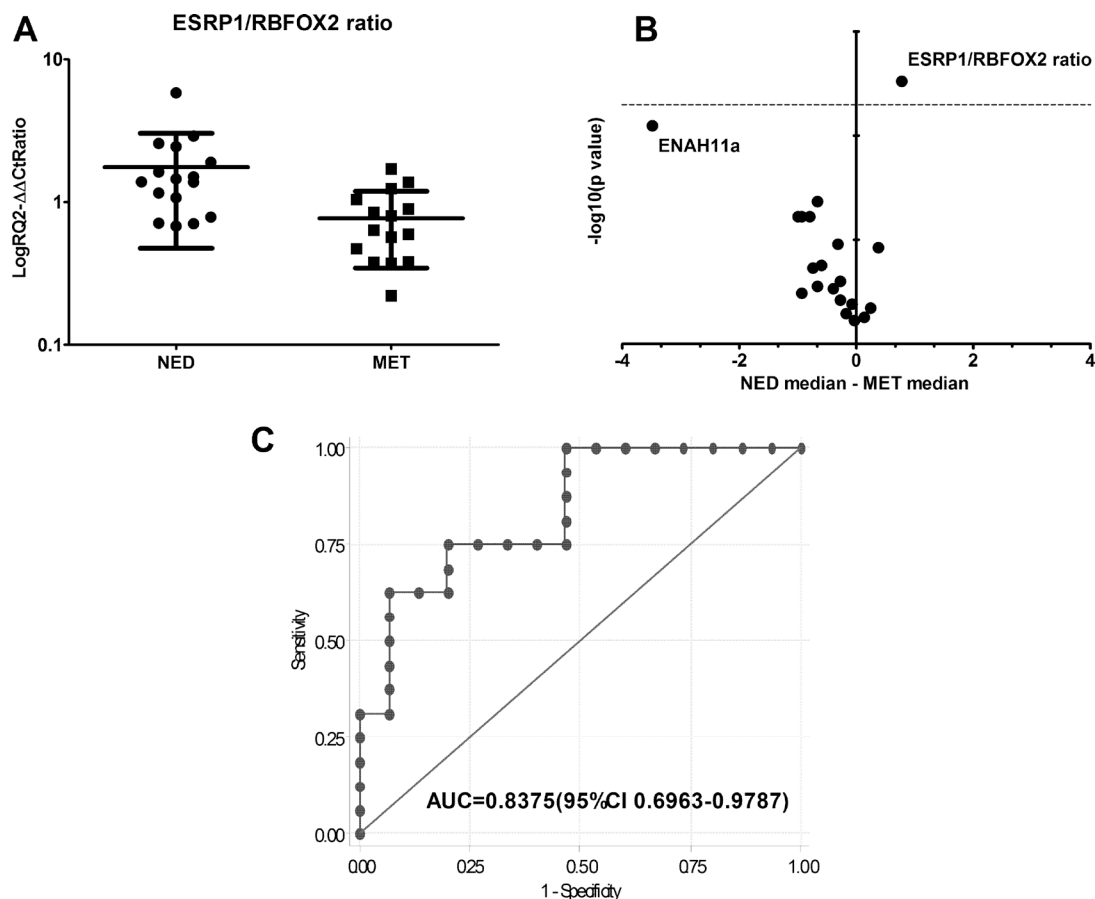 A
ESRP1/RBFOX2 ratio
10
1
0.1
LogRQ2-ΔΔCtRatio
NED
MET
B
ESRP1/RBFOX2 ratio
ENAH11a
-log10(p value)
-4
-2
0
2
4
NED median - MET median
C
1.00
0.75
0.50
0.25
0.00
Sensitivity
AUC=0.8375(95%CI 0.6963-0.9787)
0.00
0.25
0.50
0.75
1.00
1 - Specificity